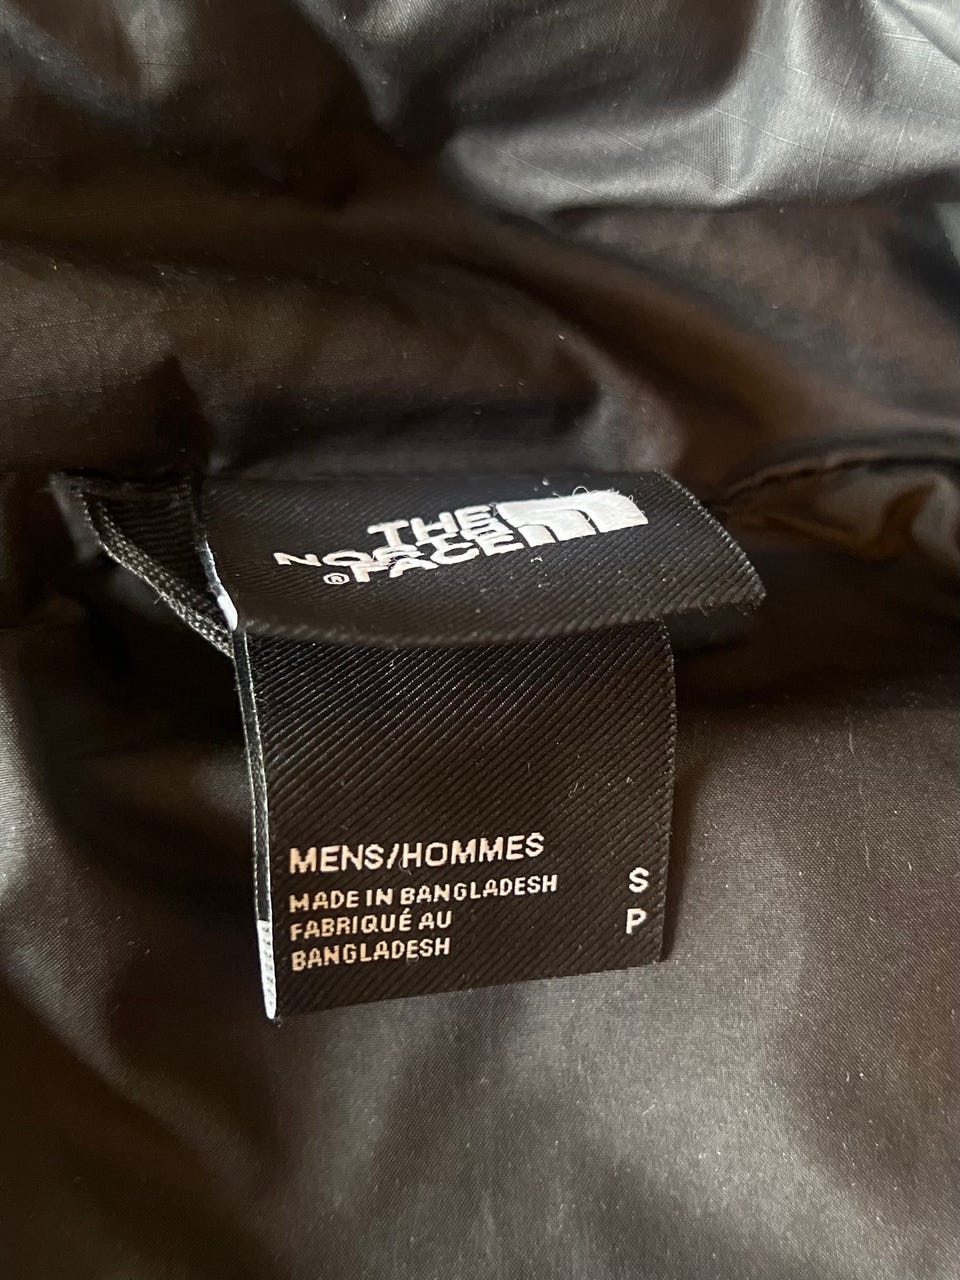 THE
NORTH
FACE
®
MENS/HOMMES
MADE IN BANGLADESH
FABRIQUÉ AU
BANGLADESH
S
P